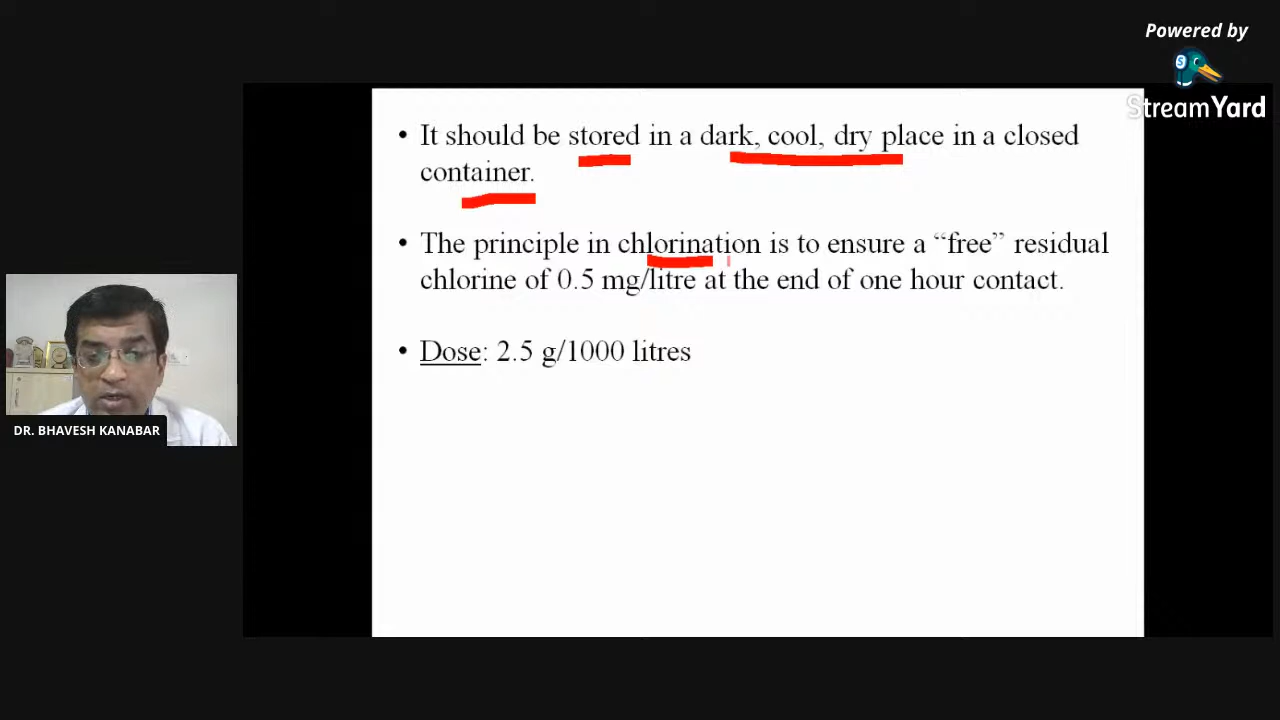 Powered by
StreamYard
• It should be stored in a dark, cool, dry place in a closed
container.
• The principle in chlorination is to ensure a “free” residual
chlorine of 0.5 mg/litre at the end of one hour contact.
• Dose: 2.5 g/1000 litres
DR. BHAVESH KANABAR